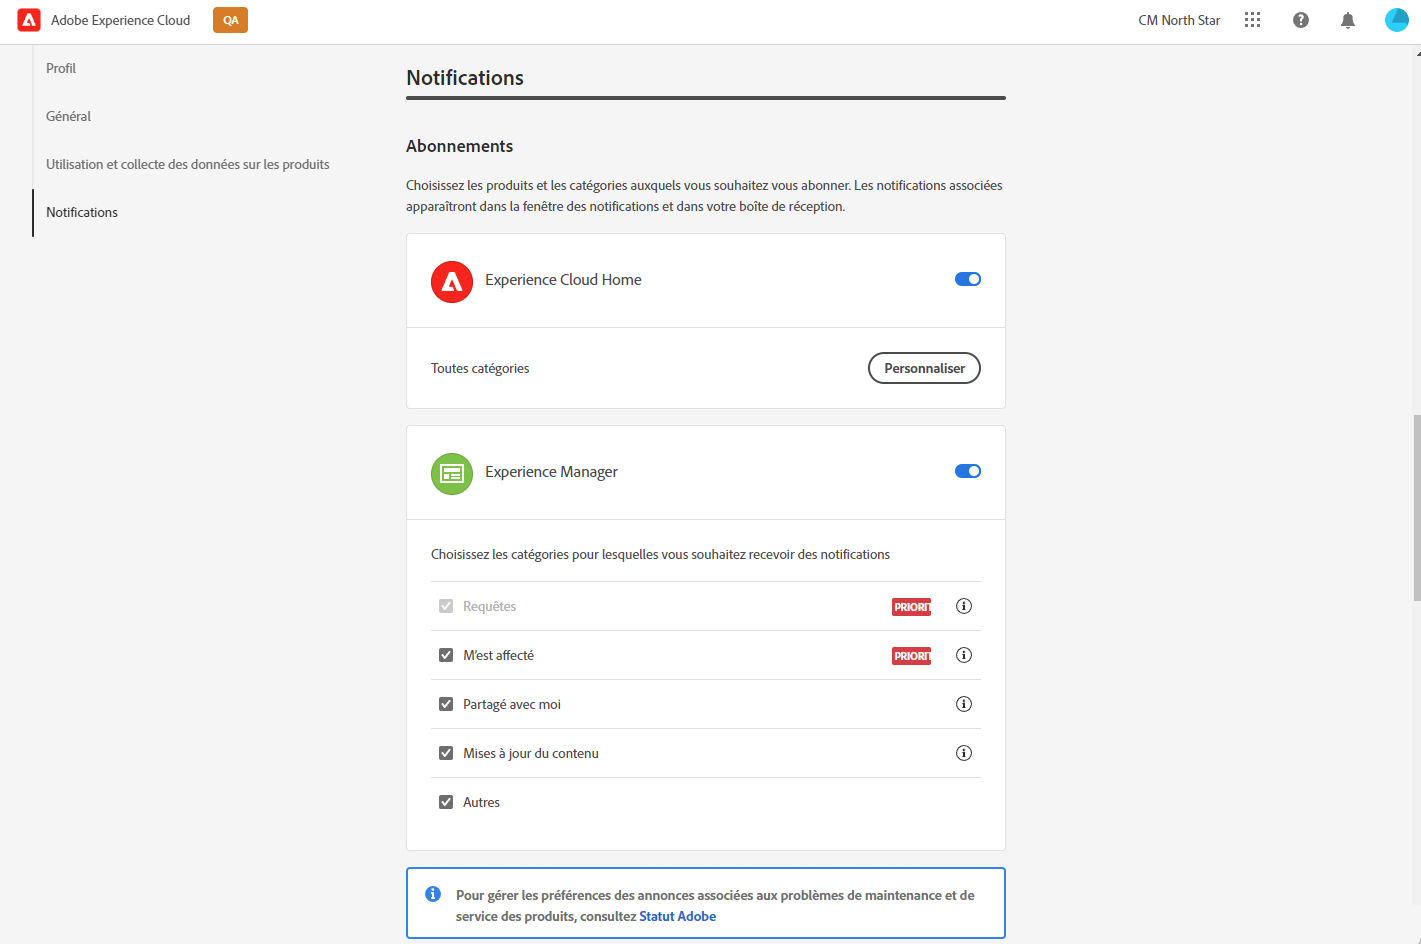 Adobe Experience Cloud
QA
CM North Star
Profil
Général
Utilisation et collecte des données sur les produits
Notifications
Notifications
Abonnements
Choisissez les produits et les catégories auxquels vous souhaitez vous abonner. Les notifications associées
apparaîtront dans la fenêtre des notifications et dans votre boîte de réception.
Experience Cloud Home
Toutes catégories
Personnaliser
Experience Manager
Choisissez les catégories pour lesquelles vous souhaitez recevoir des notifications
Requêtes
PRIORIT
M'est affecté
PRIORIT
Partagé avec moi
Mises à jour du contenu
Autres
Pour gérer les préférences des annonces associées aux problèmes de maintenance et de
service des produits, consultez Statut Adobe